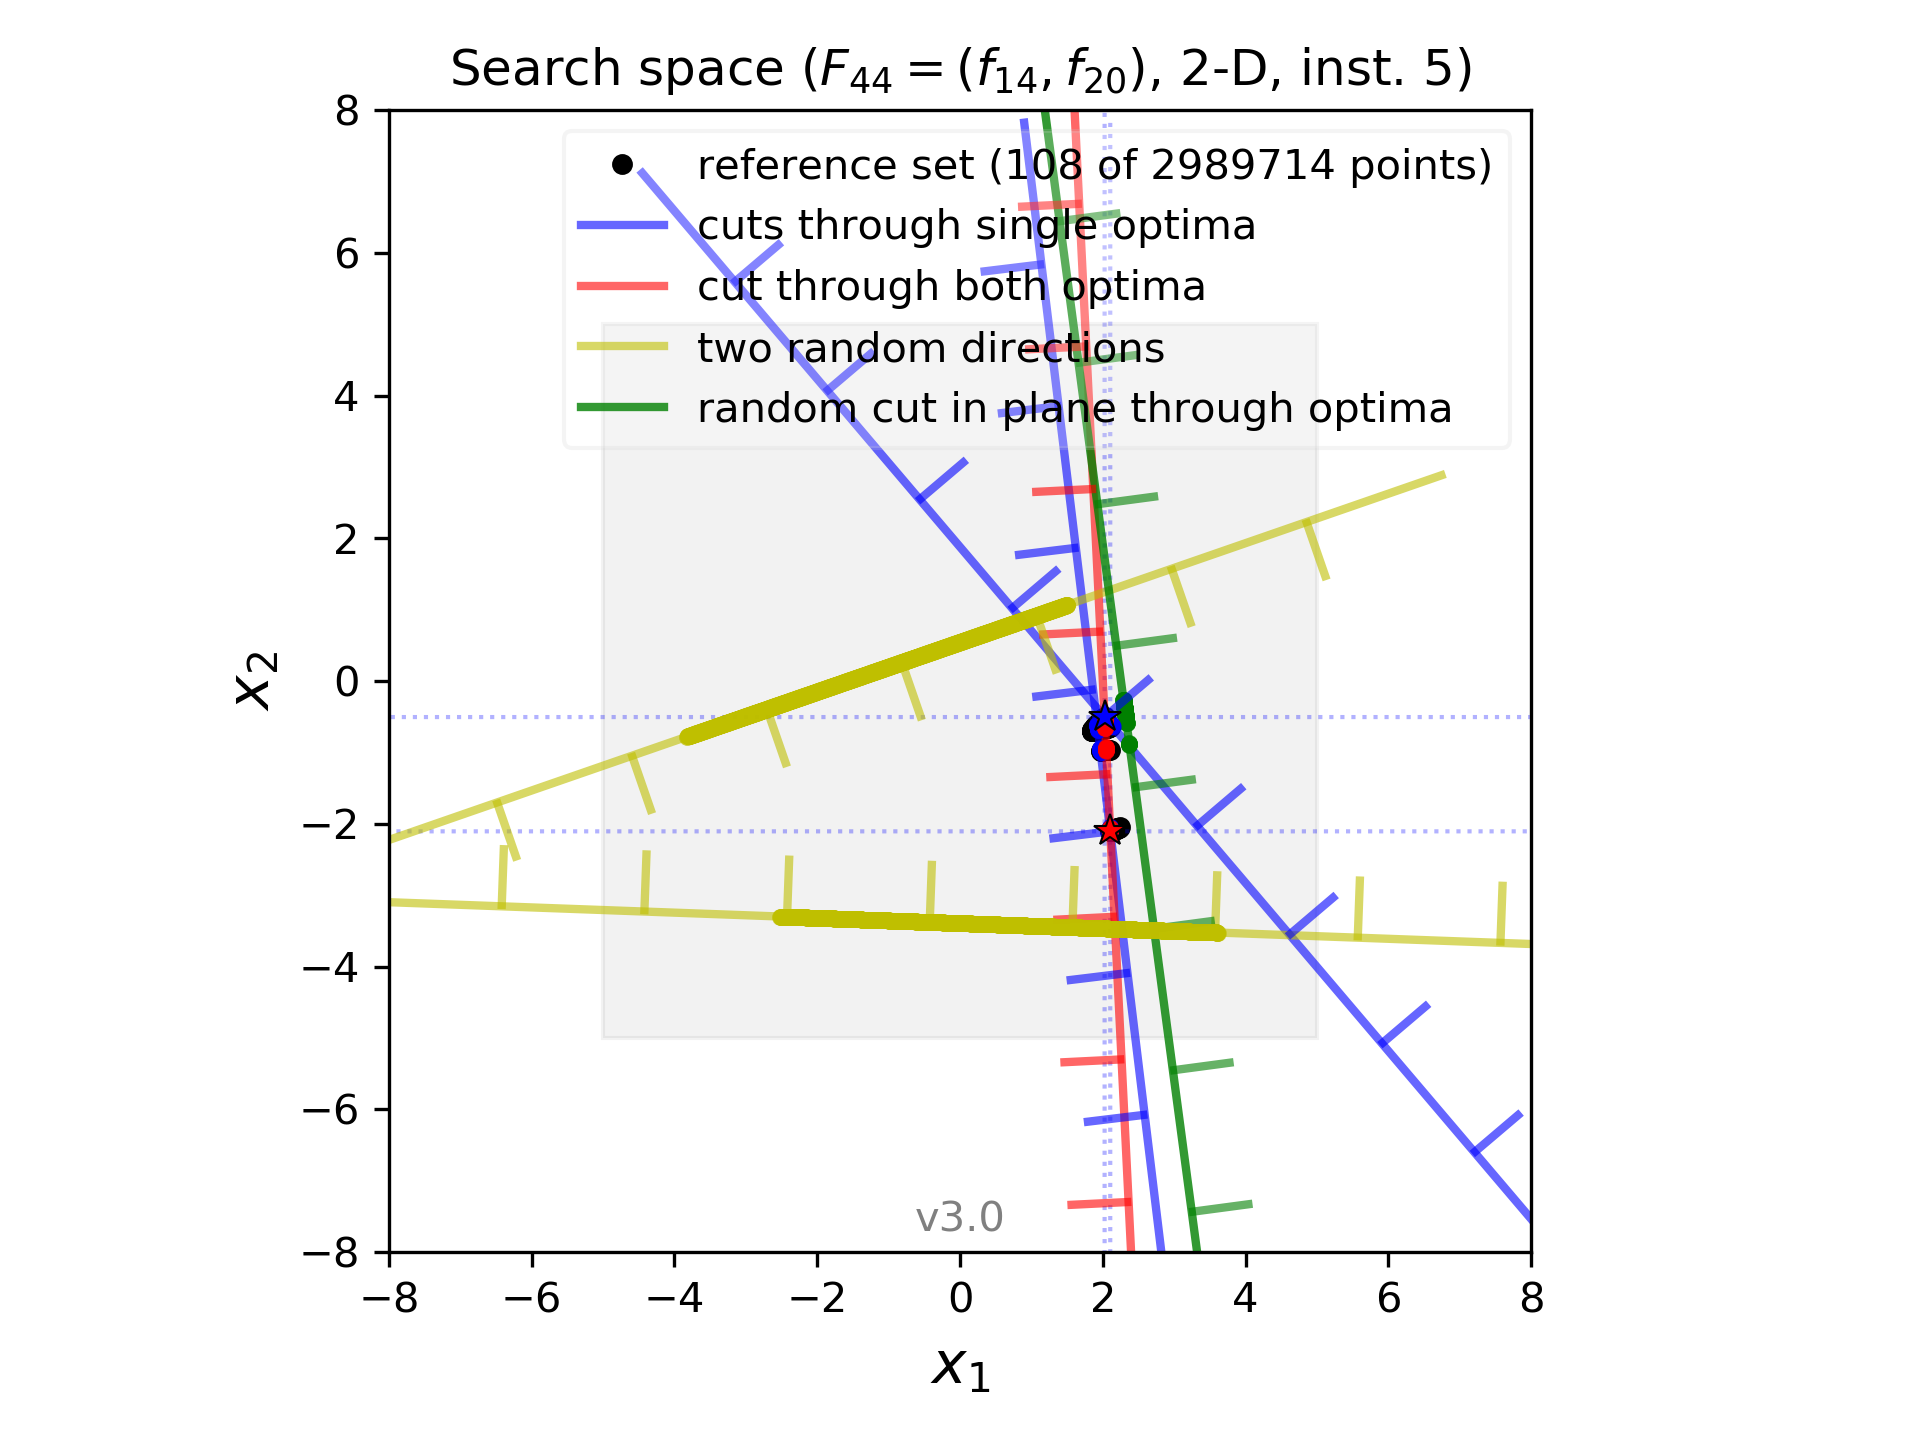 Search space (F44 = (f14, f20), 2-D, inst. 5)
reference set (108 of 2989714 points)
cuts through single optima
cut through both optima
two random directions
random cut in plane through optima
8
6
4
2
0
−2
−4
−6
−8
x2
v3.0
−8 −6 −4 −2 0 2 4 6 8
x1